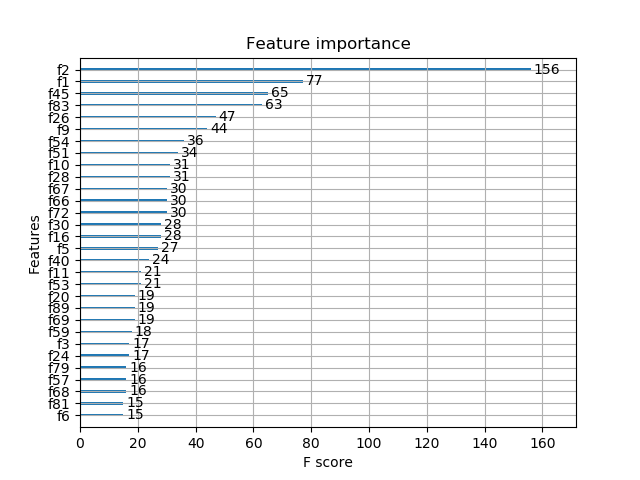 Feature importance
f2 156
f1 77
f45 65
f83 63
f26 47
f9 44
f54 36
f51 34
f10 31
f28 31
f67 30
f66 30
f72 30
f30 28
f16 28
f5 27
f40 24
f11 21
f53 21
f20 19
f89 19
f69 19
f59 18
f3 17
f24 17
f79 16
f57 16
f68 16
f81 15
f6 15
Features
0 20 40 60 80 100 120 140 160
F score